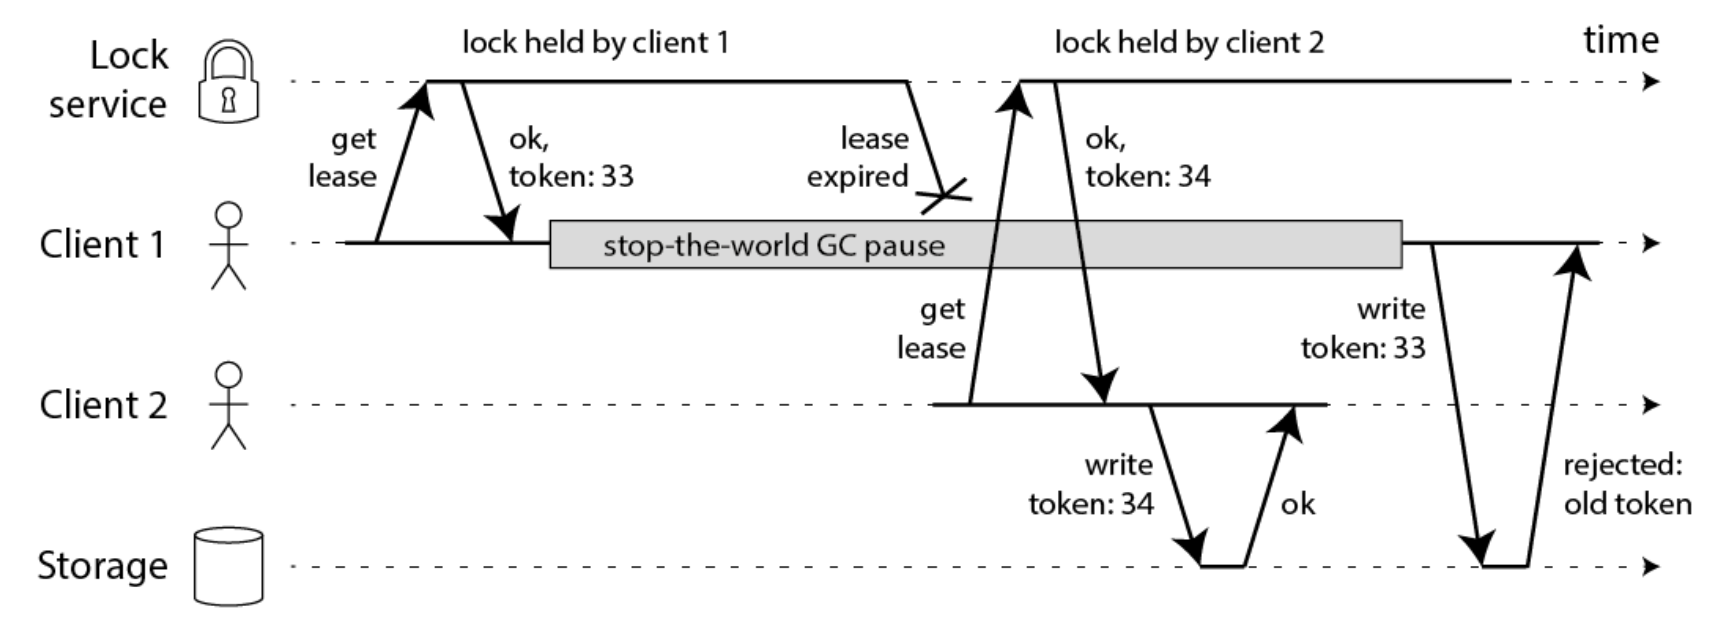 lock held by client 1
lock held by client 2
time
Lock
service
get
lease
ok,
token: 33
lease
expired
ok,
token: 34
Client 1
stop-the-world GC pause
get
lease
write
token: 33
Client 2
write
token: 34
ok
rejected:
old token
Storage